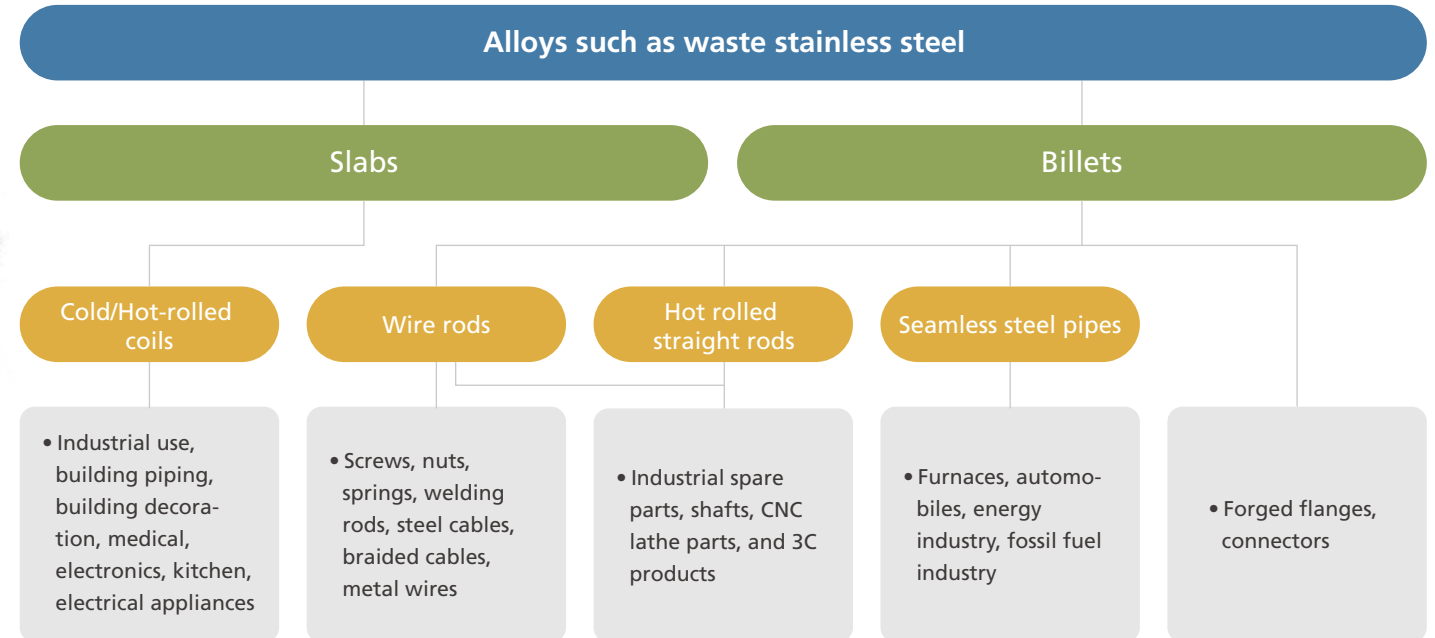 Alloys such as waste stainless steel
Slabs
Billets
Cold/Hot-rolled
coils
Wire rods
Hot rolled
straight rods
Seamless steel pipes
• Industrial use,
building piping,
building decora-
tion, medical,
electronics, kitchen,
electrical appliances
• Screws, nuts,
springs, welding
rods, steel cables,
braided cables,
metal wires
• Industrial spare
parts, shafts, CNC
lathe parts, and 3C
products
• Furnaces, automo-
biles, energy
industry, fossil fuel
industry
• Forged flanges,
connectors